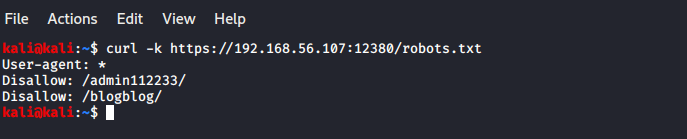 File Actions Edit View Help
kali@kali:~$ curl -k https://192.168.56.107:12380/robots.txt
User-agent: *
Disallow: /admin112233/
Disallow: /blogblog/
kali@kali:~$